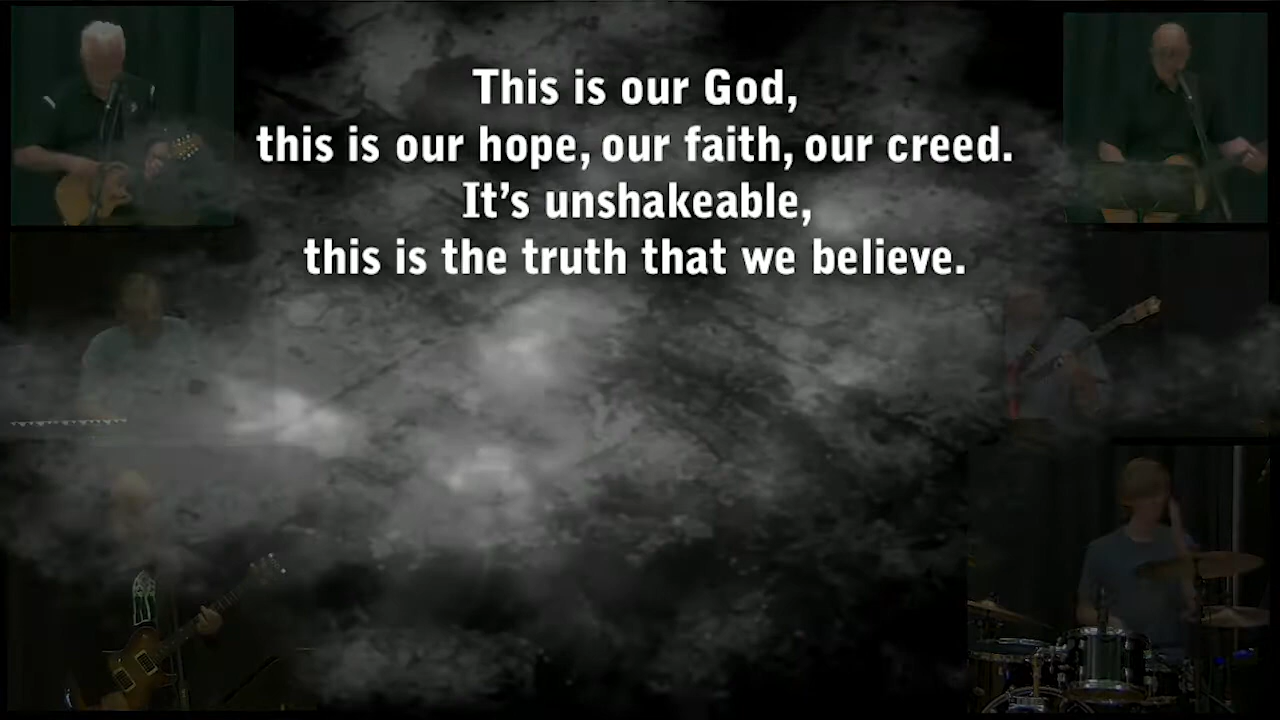 This is our God,
this is our hope, our faith, our creed.
It’s unshakeable,
this is the truth that we believe.